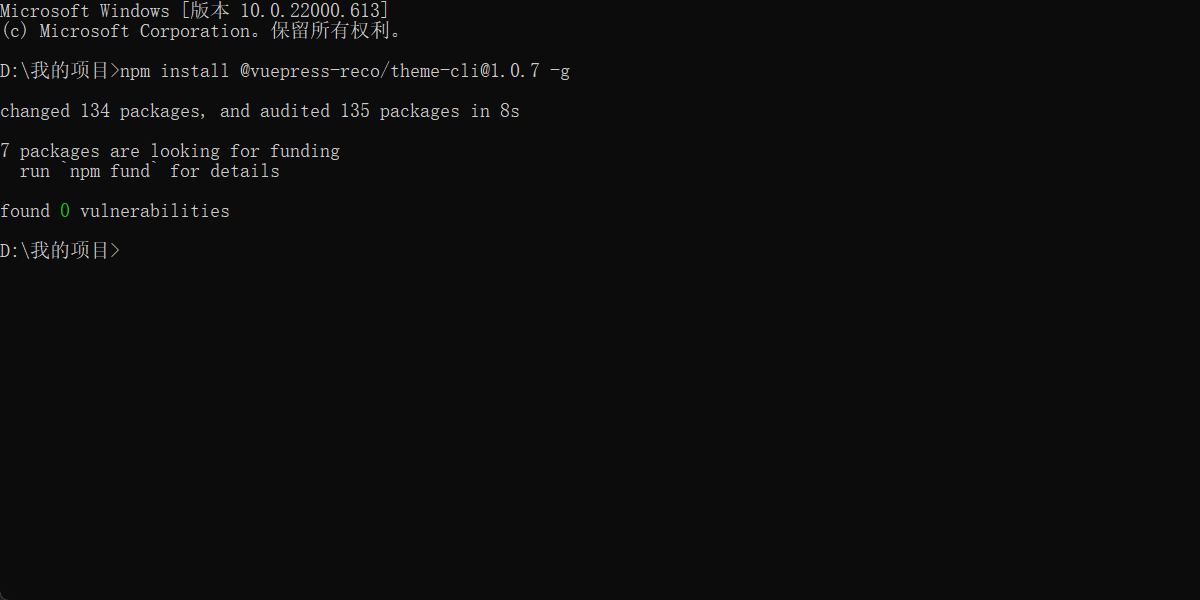 Microsoft Windows [版本 10.0.22000.613]
(c) Microsoft Corporation。保留所有权利。
D:\我的项目>npm install @vuepress-reco/theme-cli@1.0.7 -g
changed 134 packages, and audited 135 packages in 8s
7 packages are looking for funding
  run `npm fund` for details
found 0 vulnerabilities
D:\我的项目>